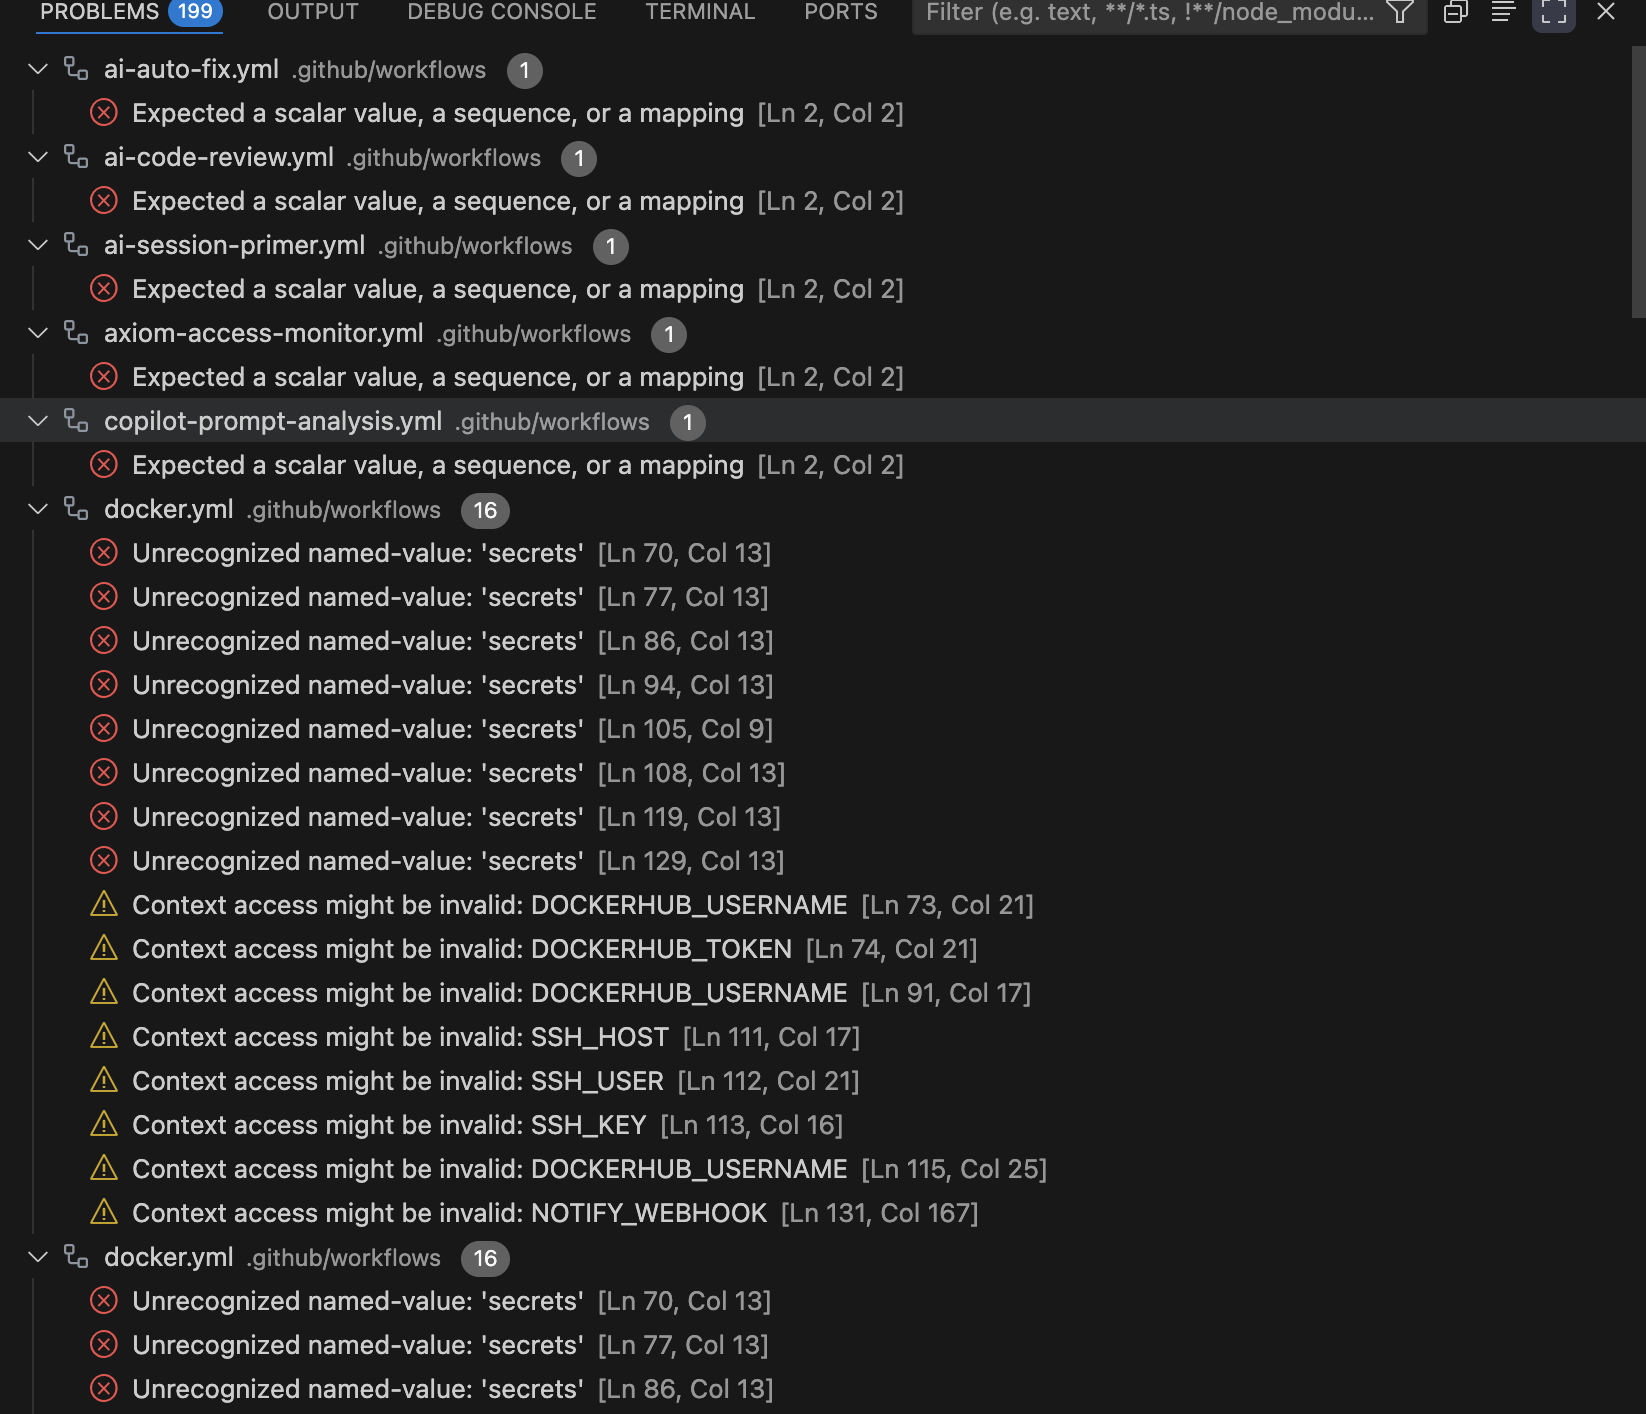 PROBLEMS 199 OUTPUT DEBUG CONSOLE TERMINAL PORTS Filter (e.g. text, **/*.ts, !**/node_modu...
ai-auto-fix.yml .github/workflows 1
Expected a scalar value, a sequence, or a mapping [Ln 2, Col 2]
ai-code-review.yml .github/workflows 1
Expected a scalar value, a sequence, or a mapping [Ln 2, Col 2]
ai-session-primer.yml .github/workflows 1
Expected a scalar value, a sequence, or a mapping [Ln 2, Col 2]
axiom-access-monitor.yml .github/workflows 1
Expected a scalar value, a sequence, or a mapping [Ln 2, Col 2]
copilot-prompt-analysis.yml .github/workflows 1
Expected a scalar value, a sequence, or a mapping [Ln 2, Col 2]
docker.yml .github/workflows 16
Unrecognized named-value: 'secrets' [Ln 70, Col 13]
Unrecognized named-value: 'secrets' [Ln 77, Col 13]
Unrecognized named-value: 'secrets' [Ln 86, Col 13]
Unrecognized named-value: 'secrets' [Ln 94, Col 13]
Unrecognized named-value: 'secrets' [Ln 105, Col 9]
Unrecognized named-value: 'secrets' [Ln 108, Col 13]
Unrecognized named-value: 'secrets' [Ln 119, Col 13]
Unrecognized named-value: 'secrets' [Ln 129, Col 13]
Context access might be invalid: DOCKERHUB_USERNAME [Ln 73, Col 21]
Context access might be invalid: DOCKERHUB_TOKEN [Ln 74, Col 21]
Context access might be invalid: DOCKERHUB_USERNAME [Ln 91, Col 17]
Context access might be invalid: SSH_HOST [Ln 111, Col 17]
Context access might be invalid: SSH_USER [Ln 112, Col 21]
Context access might be invalid: SSH_KEY [Ln 113, Col 16]
Context access might be invalid: DOCKERHUB_USERNAME [Ln 115, Col 25]
Context access might be invalid: NOTIFY_WEBHOOK [Ln 131, Col 167]
docker.yml .github/workflows 16
Unrecognized named-value: 'secrets' [Ln 70, Col 13]
Unrecognized named-value: 'secrets' [Ln 77, Col 13]
Unrecognized named-value: 'secrets' [Ln 86, Col 13]